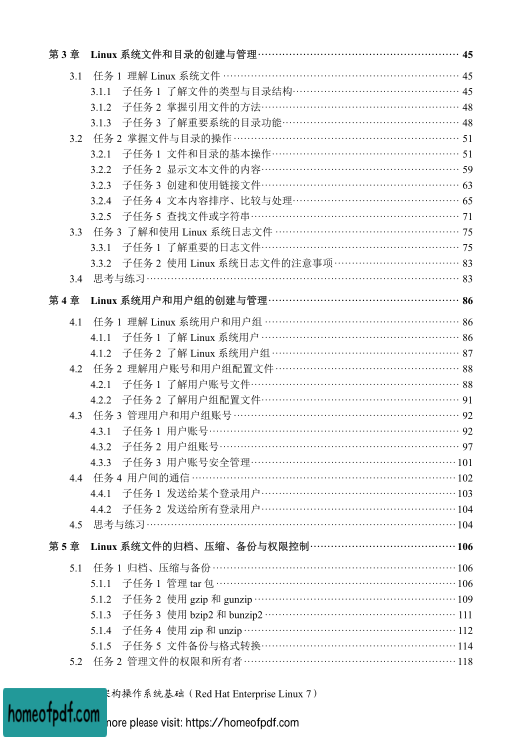 第 3 章 Linux 系统文件和目录的创建与管理 45
3.1 任务 1 理解 Linux 系统文件 45
3.1.1 子任务 1 了解文件的类型与目录结构 45
3.1.2 子任务 2 掌握引用文件的方法 48
3.1.3 子任务 3 了解重要系统的目录功能 48
3.2 任务 2 掌握文件与目录的操作 51
3.2.1 子任务 1 文件和目录的基本操作 51
3.2.2 子任务 2 显示文本文件的内容 59
3.2.3 子任务 3 创建和使用链接文件 63
3.2.4 子任务 4 文本内容排序、比较与处理 65
3.2.5 子任务 5 查找文件或字符串 71
3.3 任务 3 了解和使用 Linux 系统日志文件 75
3.3.1 子任务 1 了解重要的日志文件 75
3.3.2 子任务 2 使用 Linux 系统日志文件的注意事项 83
3.4 思考与练习 83
第 4 章 Linux 系统用户和用户组的创建与管理 86
4.1 任务 1 理解 Linux 系统用户和用户组 86
4.1.1 子任务 1 了解 Linux 系统用户 86
4.1.2 子任务 2 了解 Linux 系统用户组 87
4.2 任务 2 理解用户账号和用户组配置文件 88
4.2.1 子任务 1 了解用户账号文件 88
4.2.2 子任务 2 了解用户组配置文件 91
4.3 任务 3 管理用户和用户组账号 92
4.3.1 子任务 1 用户账号 92
4.3.2 子任务 2 用户组账号 97
4.3.3 子任务 3 用户账号安全管理 101
4.4 任务 4 用户间的通信 102
4.4.1 子任务 1 发送给某个登录用户 103
4.4.2 子任务 2 发送给所有登录用户 104
4.5 思考与练习 104
第 5 章 Linux 系统文件的归档、压缩、备份与权限控制 106
5.1 任务 1 归档、压缩与备份 106
5.1.1 子任务 1 管理 tar 包 106
5.1.2 子任务 2 使用 gzip 和 gunzip 109
5.1.3 子任务 3 使用 bzip2 和 bunzip2 111
5.1.4 子任务 4 使用 zip 和 unzip 112
5.1.5 子任务 5 文件备份与格式转换 114
5.2 任务 2 管理文件的权限和所有者 118
构操作系统基础（Red Hat Enterprise Linux 7）
homeofpdf.com
more please visit: https://homeofpdf.com